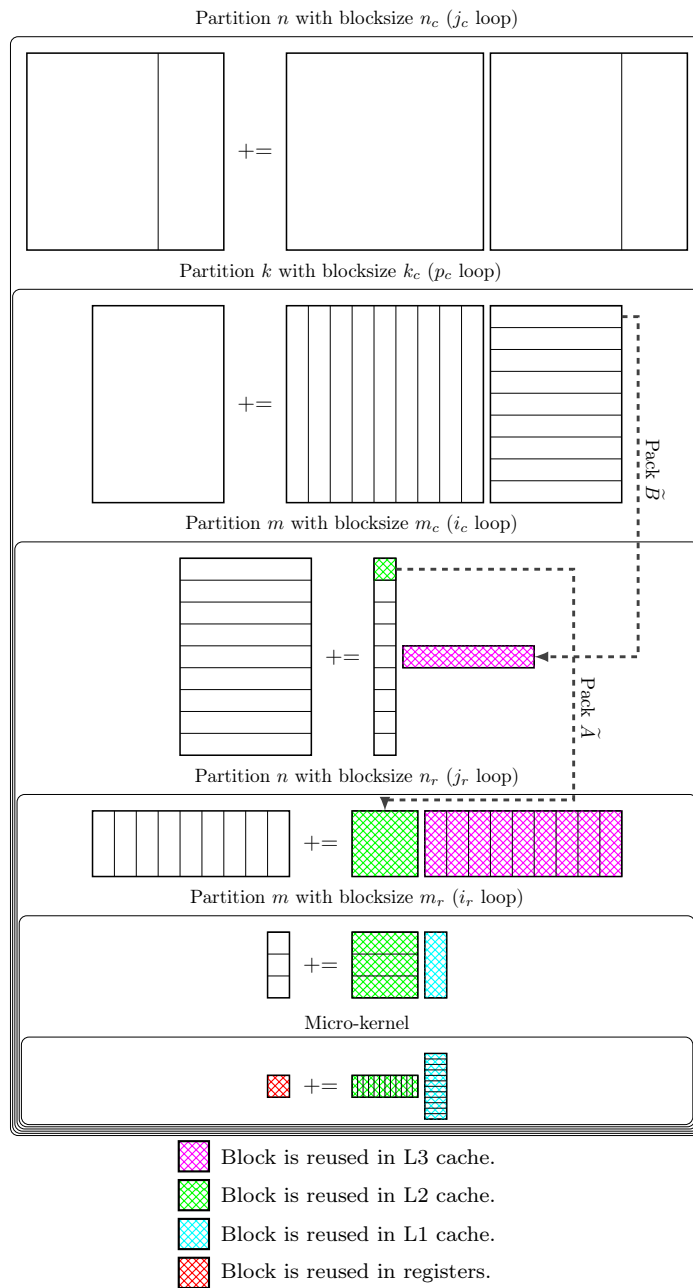 Partition n with blocksize n_c (j_c loop)
+=
Partition k with blocksize k_c (p_c loop)
+=
Pack B̃
Partition m with blocksize m_c (i_c loop)
+=
Pack Ã
Partition n with blocksize n_r (j_r loop)
+=
Partition m with blocksize m_r (i_r loop)
+=
Micro-kernel
+=
Block is reused in L3 cache.
Block is reused in L2 cache.
Block is reused in L1 cache.
Block is reused in registers.